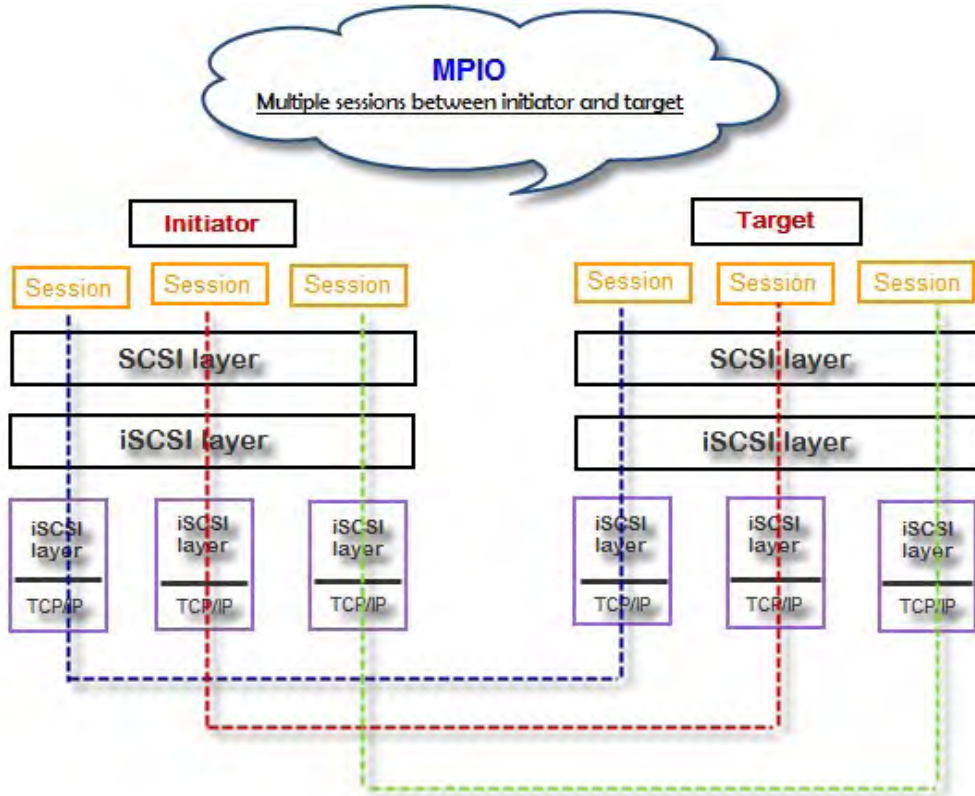 MPIO
Multiple sessions between initiator and target
Initiator
Target
Session
Session
Session
Session
Session
Session
SCSI layer
SCSI layer
iSCSI layer
iSCSI layer
iSCSI
layer
TCP/IP
iSCSI
layer
TCP/IP
iSCSI
layer
TCP/IP
iSCSI
layer
TCP/IP
iSCSI
layer
TCP/IP
iSCSI
layer
TCP/IP